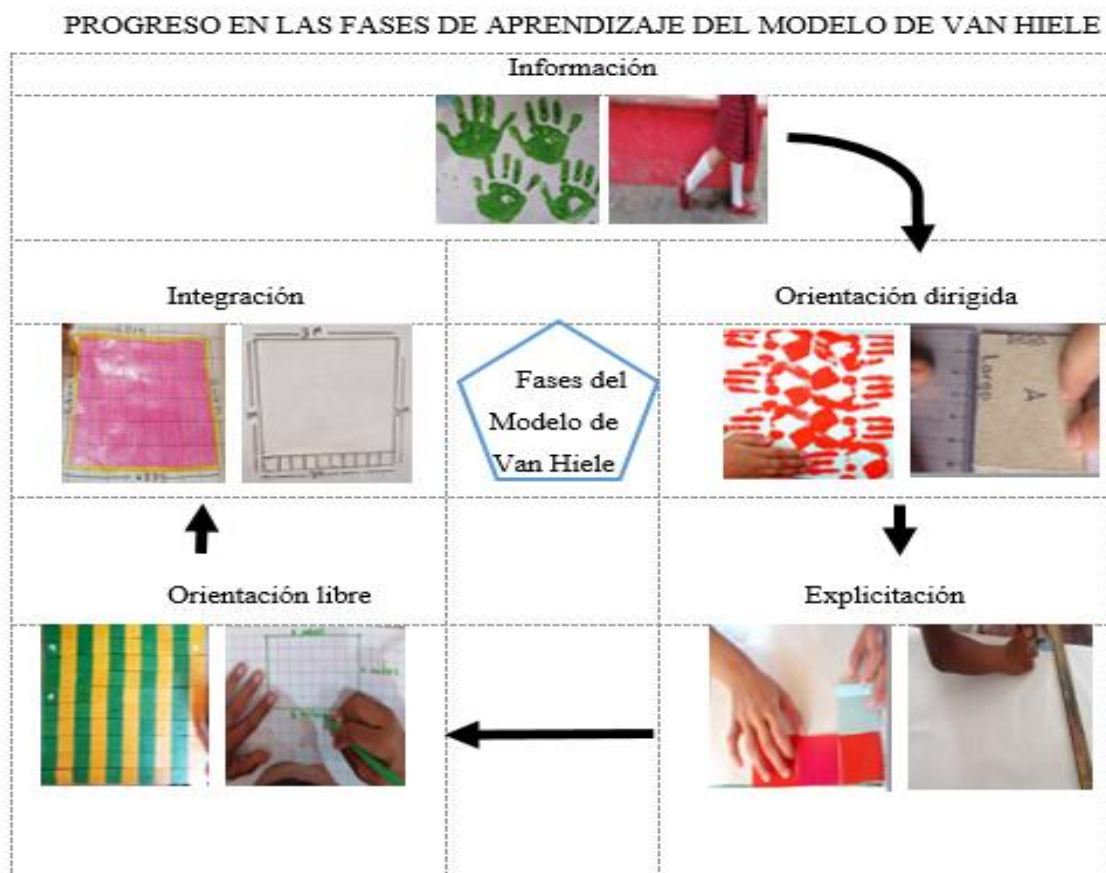 PROGRESO EN LAS FASES DE APRENDIZAJE DEL MODELO DE VAN HIELE
Información
Integración
Orientación dirigida
Fases del
Modelo de
Van Hiele
Largo
A
Orientación libre
Explicitación